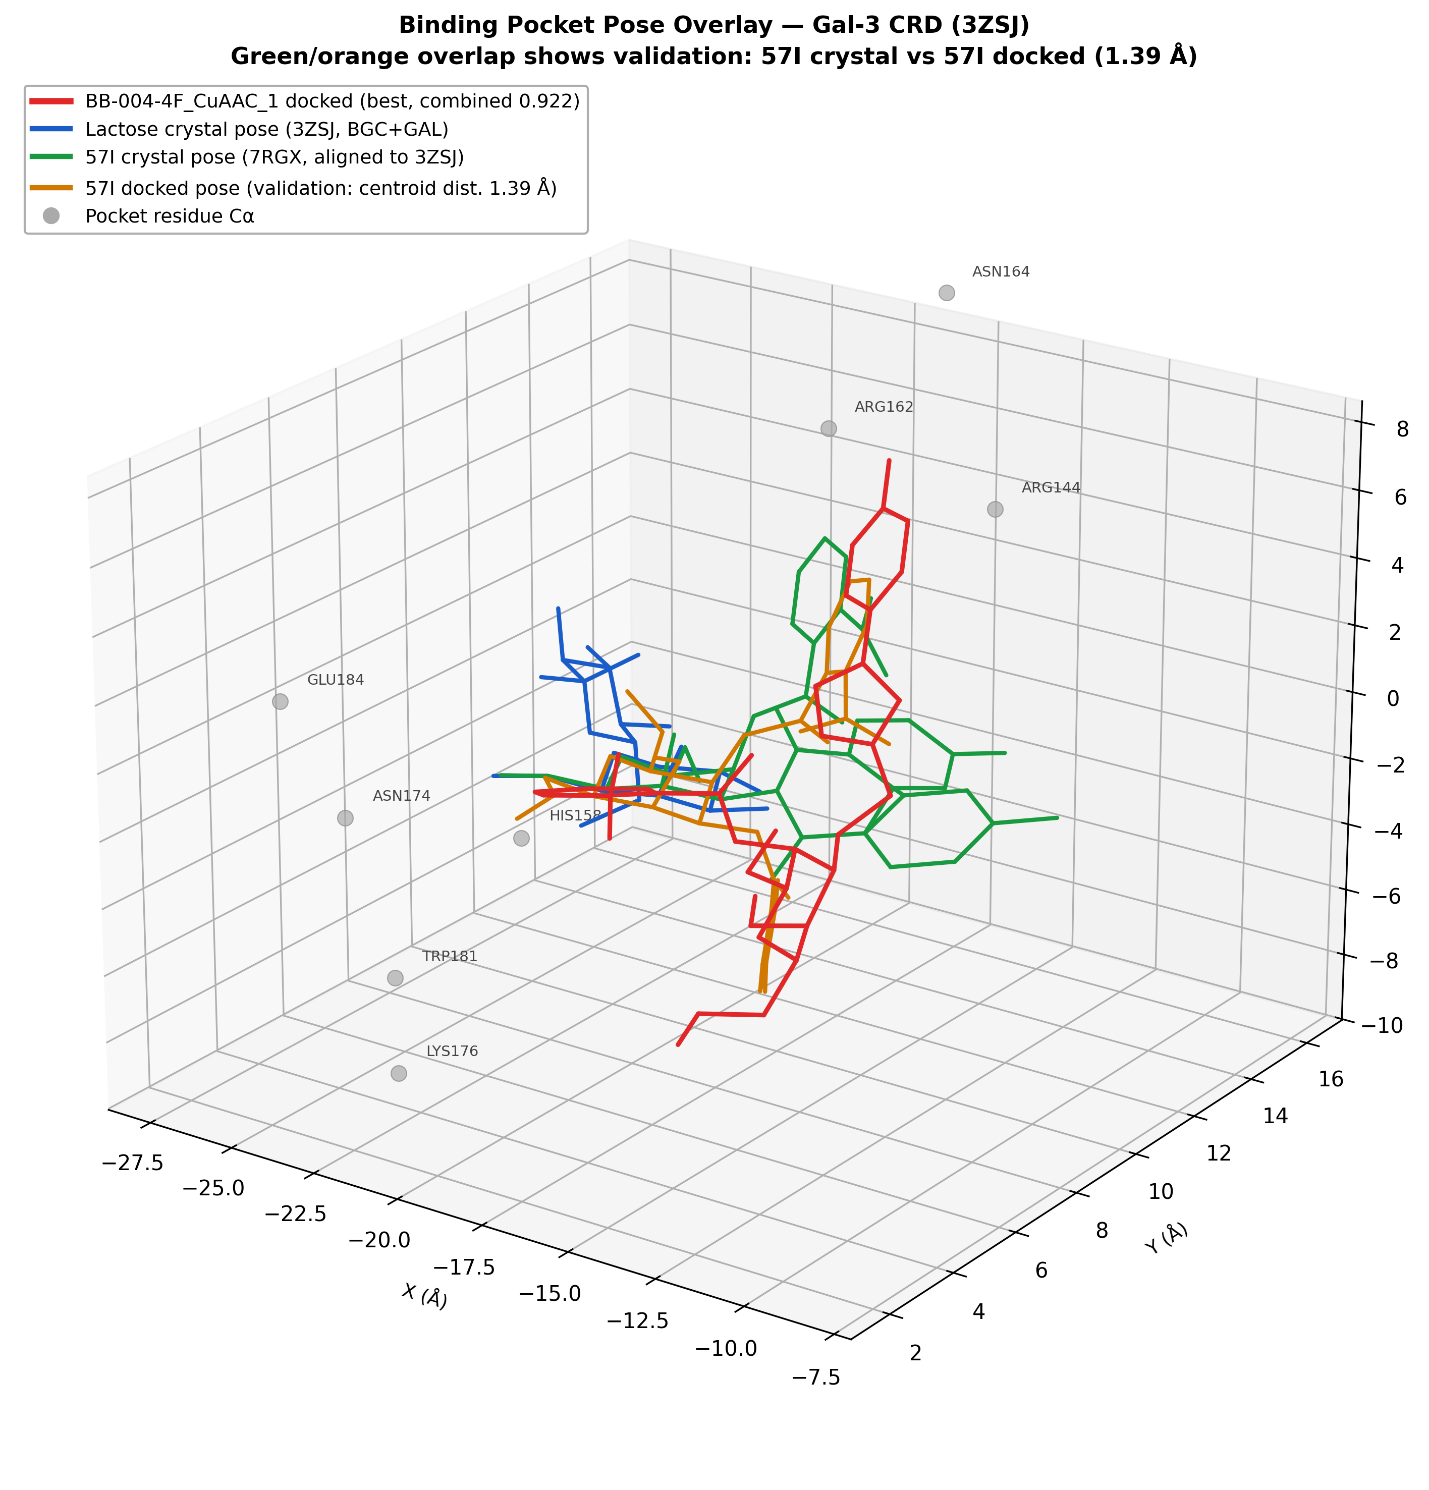 Binding Pocket Pose Overlay — Gal-3 CRD (3ZSJ)
Green/orange overlap shows validation: 57I crystal vs 57I docked (1.39 Å)
BB-004-4F_CuAAC_1 docked (best, combined 0.922)
Lactose crystal pose (3ZSJ, BGC+GAL)
57I crystal pose (7RGX, aligned to 3ZSJ)
57I docked pose (validation: centroid dist. 1.39 Å)
Pocket residue Cα
ASN164
ARG162
ARG144
GLU184
ASN174
HIS158
TRP181
LYS176
8
6
4
2
0
−2
−4
−6
−8
−10
16
14
12
10
8
6
4
2
Y (Å)
−27.5
−25.0
−22.5
−20.0
−17.5
−15.0
−12.5
−10.0
−7.5
X (Å)